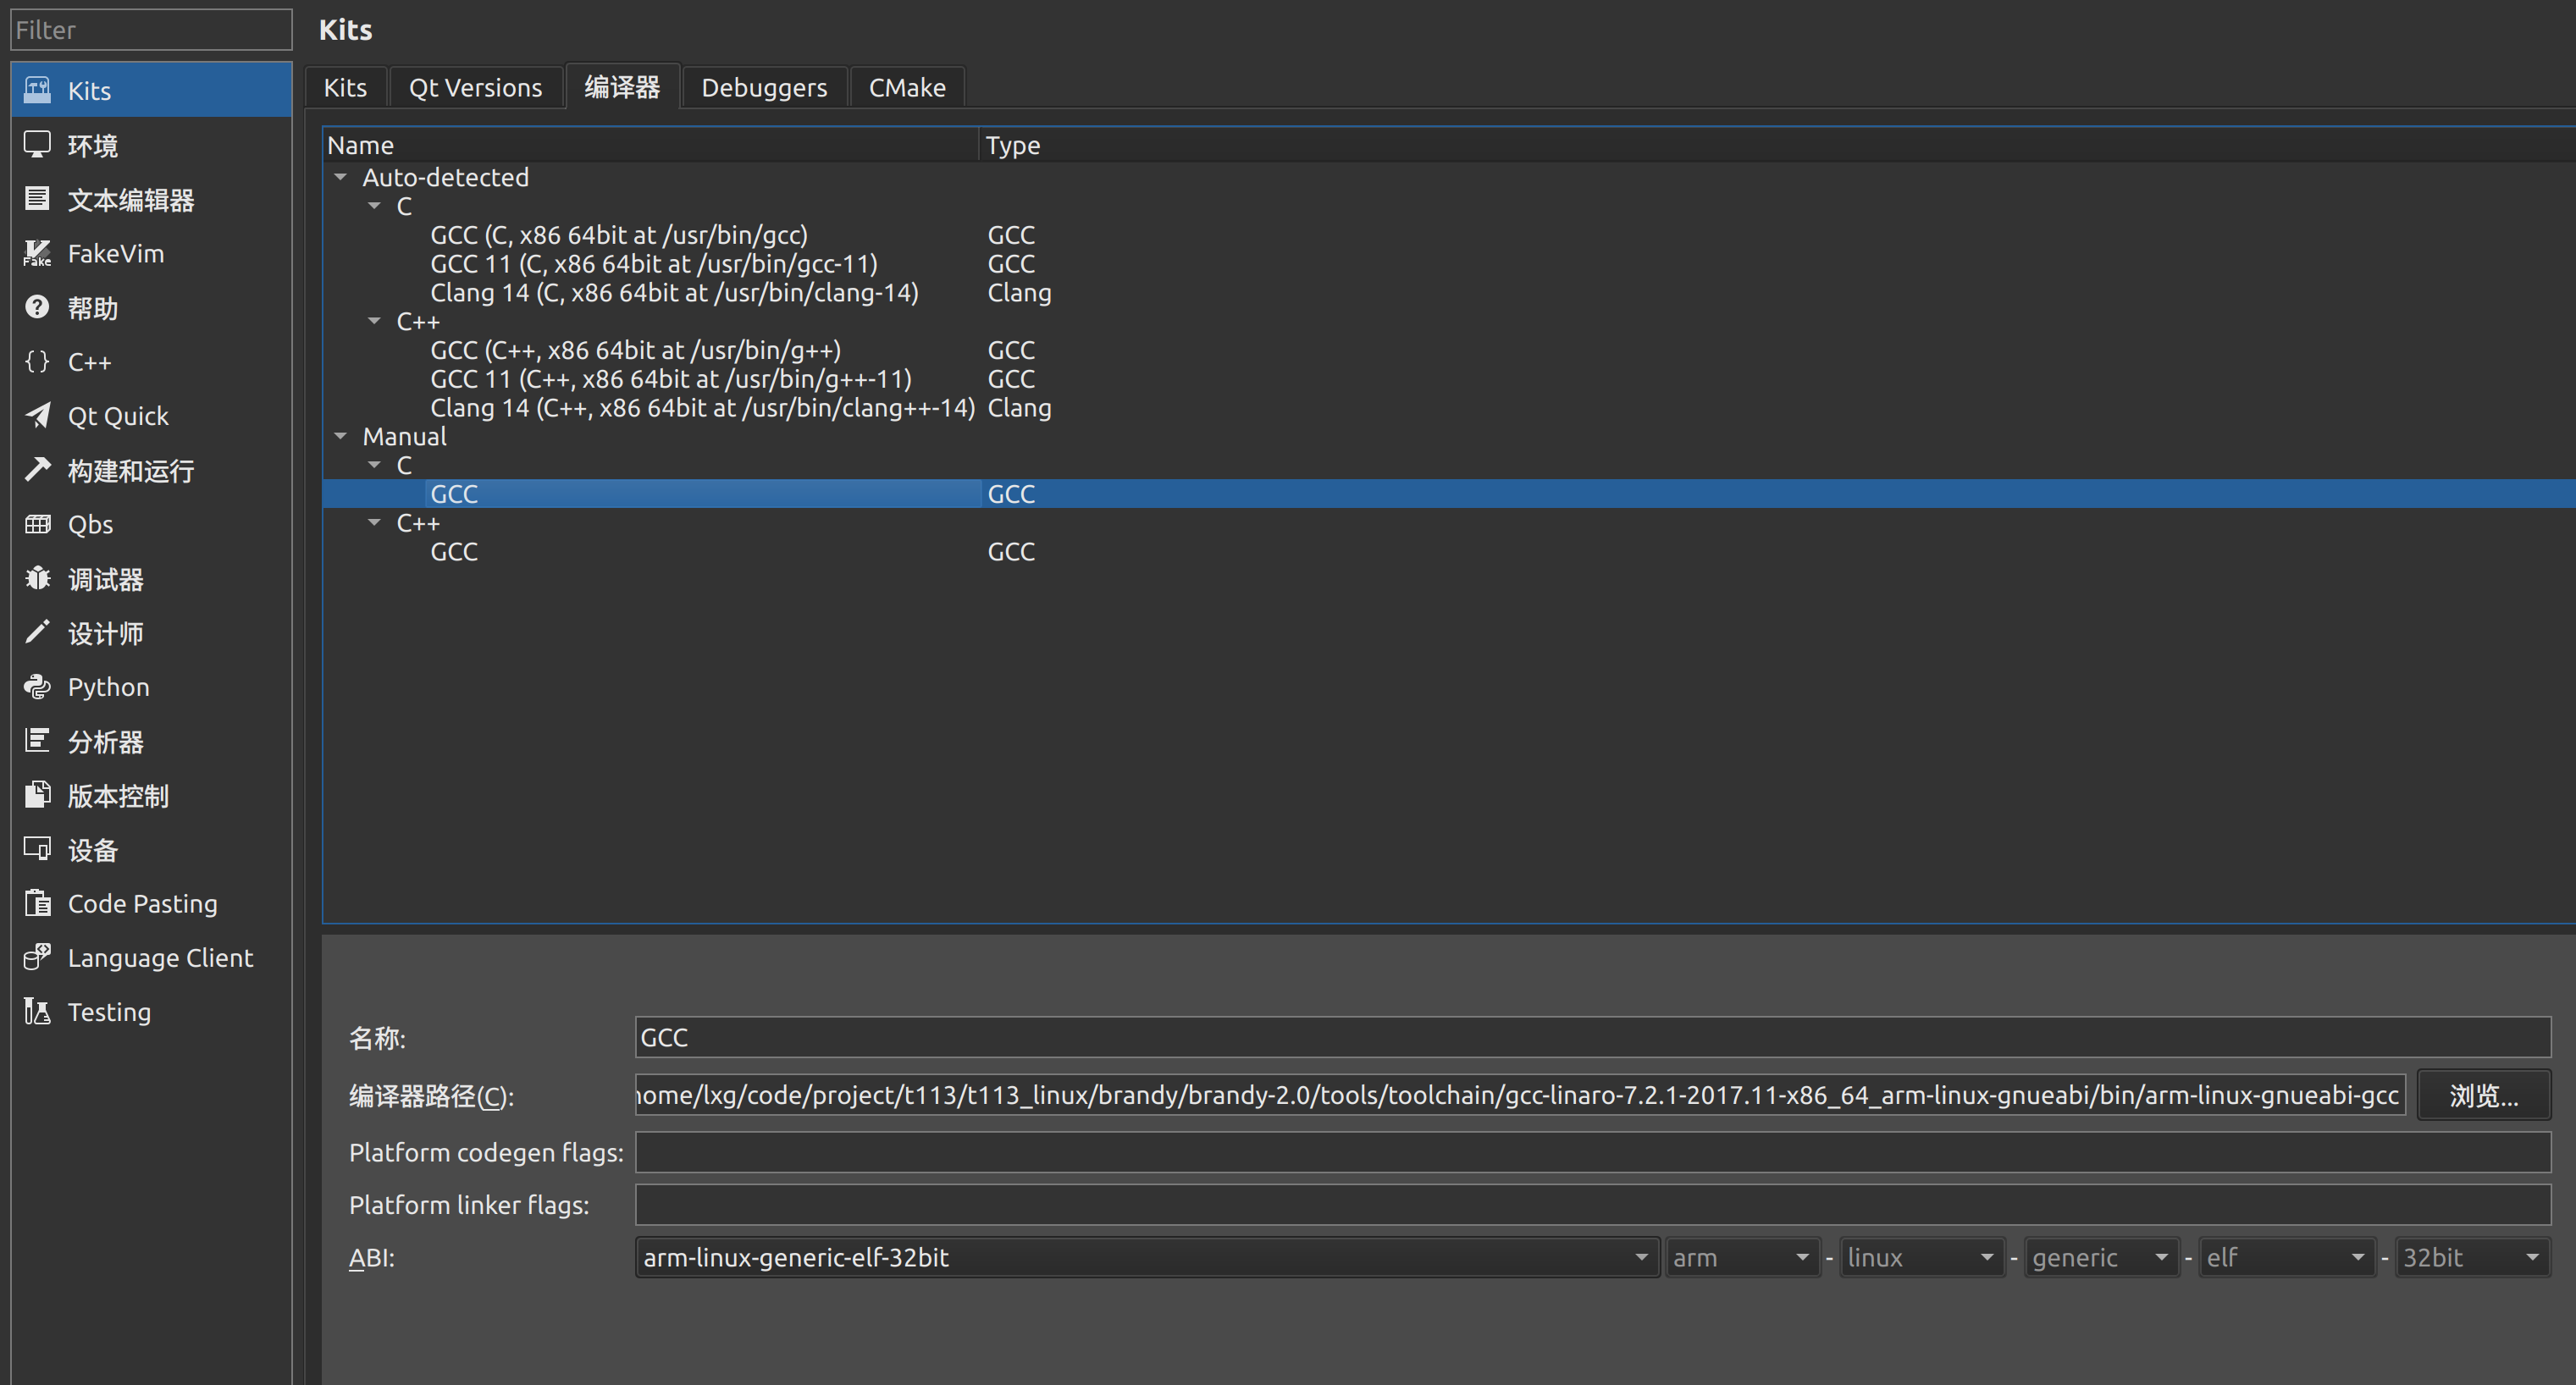 Filter
Kits
环境
文本编辑器
FakeVim
帮助
C++
Qt Quick
构建和运行
Qbs
调试器
设计师
Python
分析器
版本控制
设备
Code Pasting
Language Client
Testing
Kits
Kits Qt Versions 编译器 Debuggers CMake
Name Type
Auto-detected
C
GCC (C, x86 64bit at /usr/bin/gcc) GCC
GCC 11 (C, x86 64bit at /usr/bin/gcc-11) GCC
Clang 14 (C, x86 64bit at /usr/bin/clang-14) Clang
C++
GCC (C++, x86 64bit at /usr/bin/g++) GCC
GCC 11 (C++, x86 64bit at /usr/bin/g++-11) GCC
Clang 14 (C++, x86 64bit at /usr/bin/clang++-14) Clang
Manual
C
GCC GCC
C++
GCC GCC
名称: GCC
编译器路径(C): home/lxg/code/project/t113/t113_linux/brandy/brandy-2.0/tools/toolchain/gcc-linaro-7.2.1-2017.11-x86_64_arm-linux-gnueabi/bin/arm-linux-gnueabi-gcc 浏览...
Platform codegen flags:
Platform linker flags:
ABI: arm-linux-generic-elf-32bit arm - linux - generic - elf - 32bit